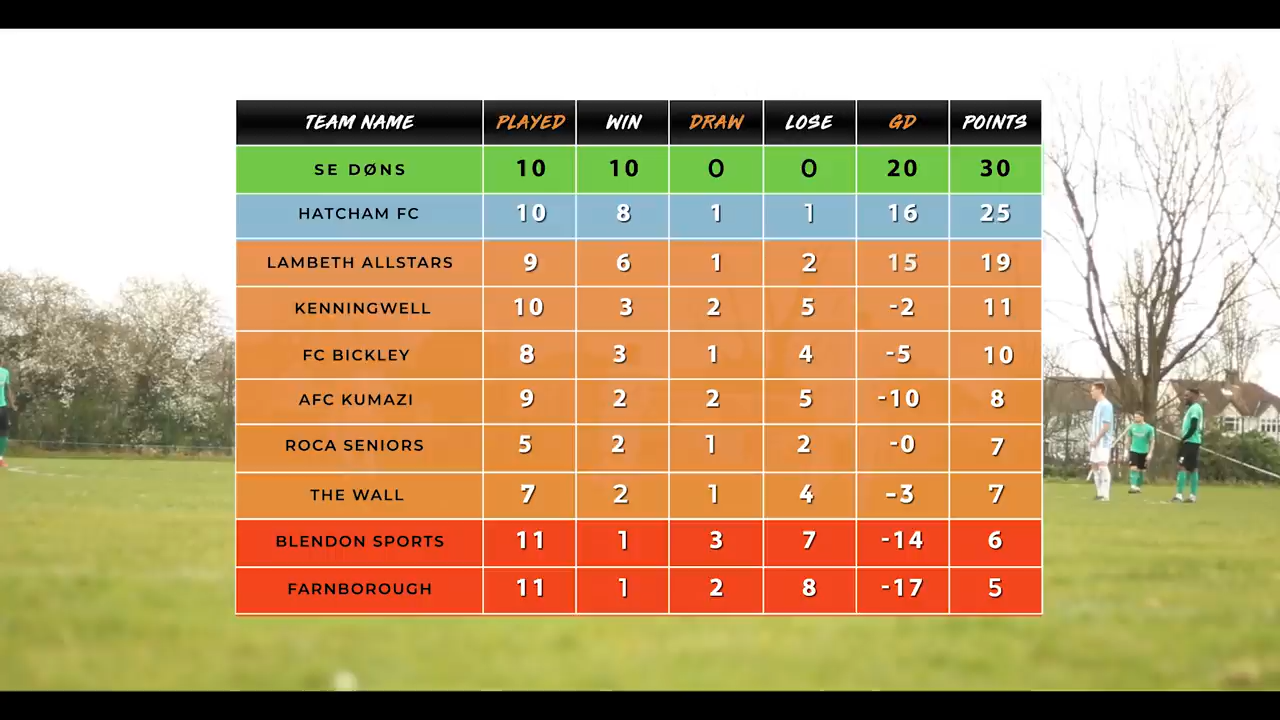 TEAM NAME PLAYED WIN DRAW LOSE GD POINTS
SE DØNS 10 10 0 0 20 30
HATCHAM FC 10 8 1 1 16 25
LAMBETH ALLSTARS 9 6 1 2 15 19
KENNINGWELL 10 3 2 5 -2 11
FC BICKLEY 8 3 1 4 -5 10
AFC KUMAZI 9 2 2 5 -10 8
ROCA SENIORS 5 2 1 2 -0 7
THE WALL 7 2 1 4 -3 7
BLENDON SPORTS 11 1 3 7 -14 6
FARNBOROUGH 11 1 2 8 -17 5